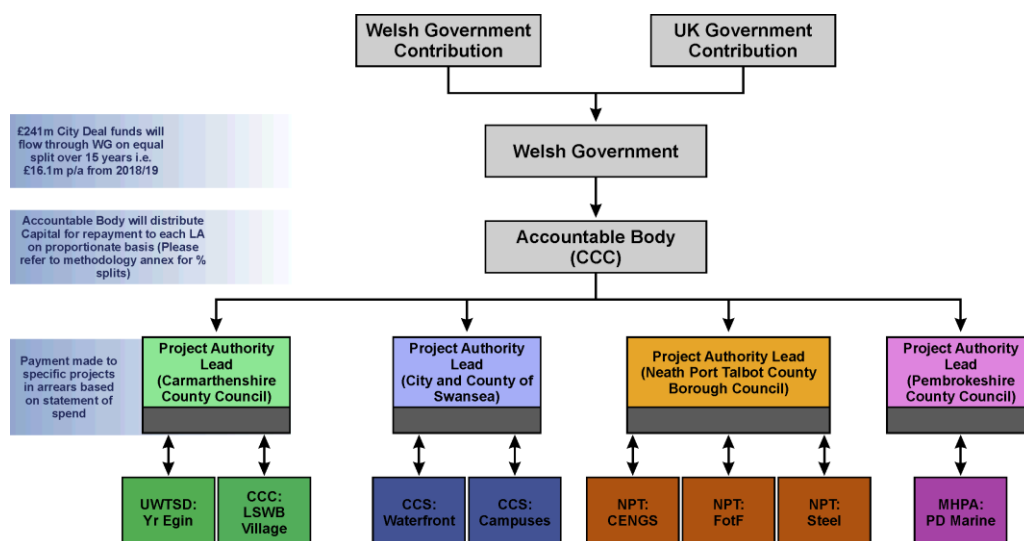 Welsh Government
Contribution
UK Government
Contribution
£241m City Deal funds will
flow through WG on equal
split over 15 years i.e.
£16.1m p/a from 2018/19
Welsh Government
Accountable Body will distribute
Capital for repayment to each LA
on proportionate basis (Please
refer to methodology annex for %
splits)
Accountable Body
(CCC)
Payment made to
specific projects
in arrears based
on statement of
spend
Project Authority
Lead
(Carmarthenshire
County Council)
Project Authority
Lead
(City and County of
Swansea)
Project Authority Lead
(Neath Port Talbot County
Borough Council)
Project Authority
Lead
(Pembrokeshire
County Council)
UWTSD:
Yr Egin
CCC:
LSWB
Village
CCS:
Waterfront
CCS:
Campuses
NPT:
CENGS
NPT:
FotF
NPT:
Steel
MHPA:
PD Marine